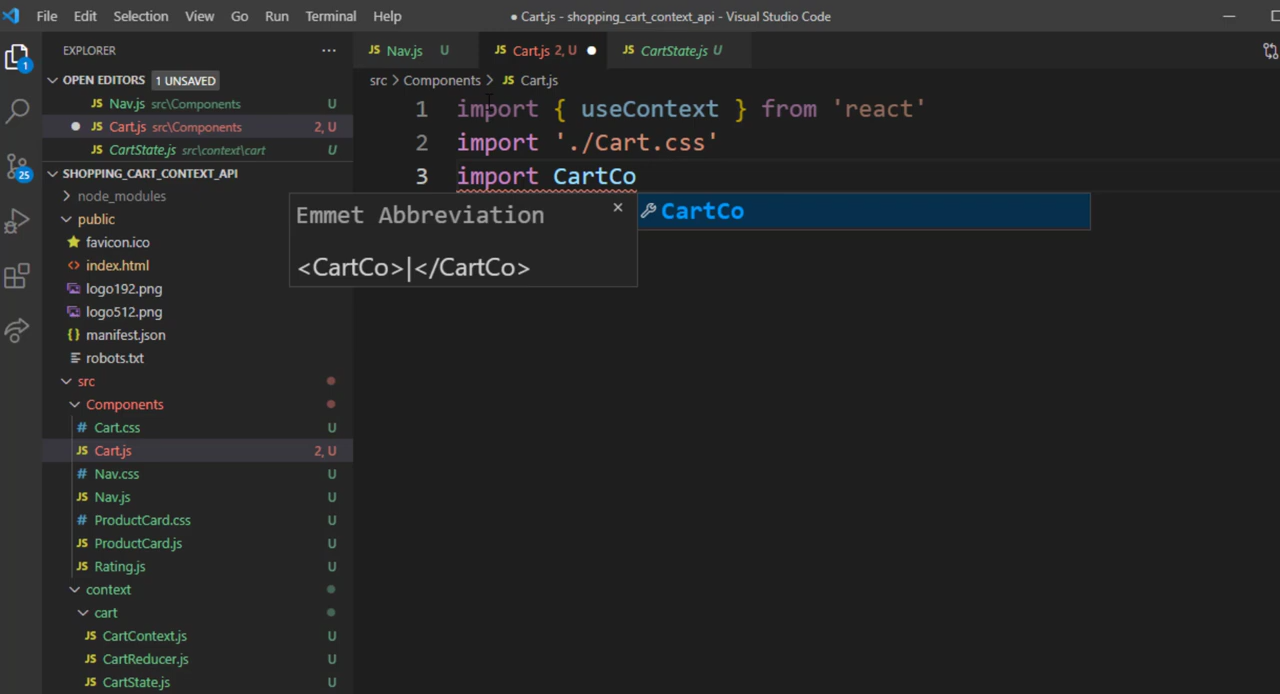 File Edit Selection View Go Run Terminal Help
● Cart.js - shopping_cart_context_api - Visual Studio Code
EXPLORER ...
OPEN EDITORS 1 UNSAVED
JS Nav.js src\Components U
JS Cart.js src\Components 2, U
JS CartState.js src\context\cart U
SHOPPING_CART_CONTEXT_API
node_modules
public
favicon.ico
<> index.html
logo192.png
logo512.png
{} manifest.json
robots.txt
src
Components
# Cart.css U
JS Cart.js 2, U
# Nav.css U
JS Nav.js U
# ProductCard.css U
JS ProductCard.js U
JS Rating.js U
context
cart
JS CartContext.js U
JS CartReducer.js U
JS CartState.js U
1
25
JS Nav.js U
JS Cart.js 2, U ●
JS CartState.js U
src > Components > JS Cart.js
1 import { useContext } from 'react'
2 import './Cart.css'
3 import CartCo
Emmet Abbreviation ×
<CartCo>|</CartCo>
CartCo